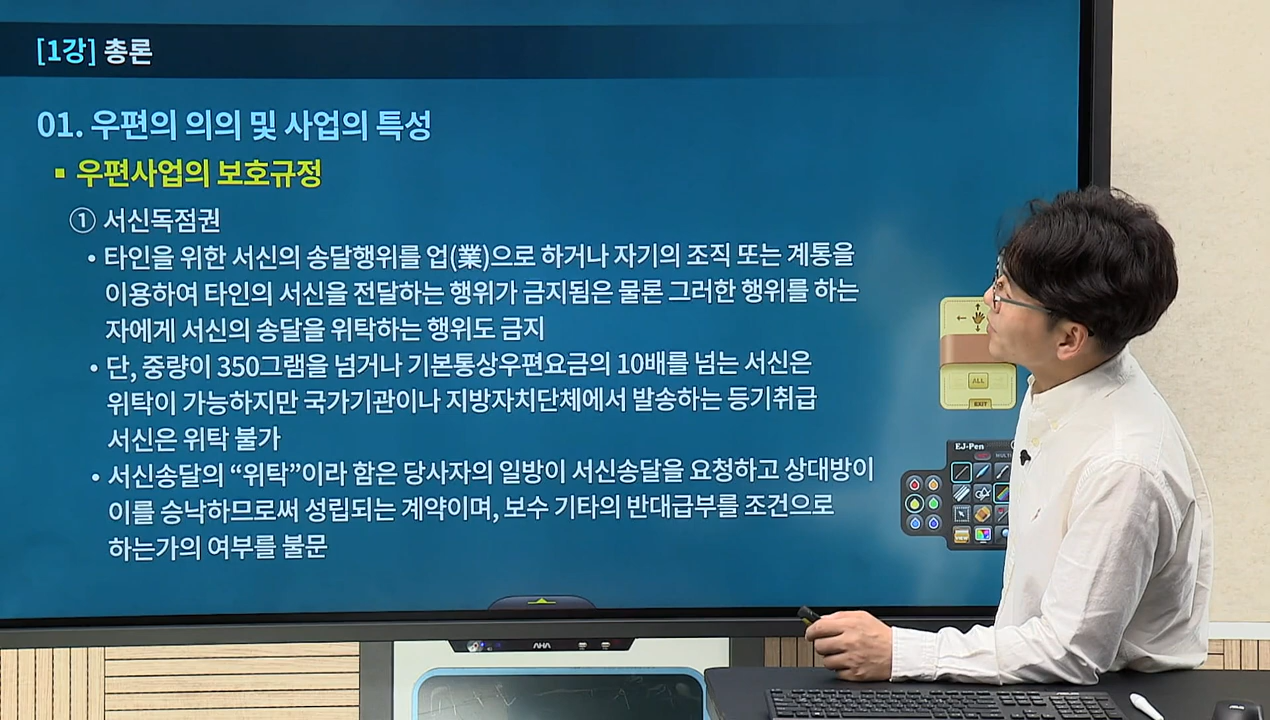 [1강] 총론
01. 우편의 의의 및 사업의 특성
▪ 우편사업의 보호규정
① 서신독점권
• 타인을 위한 서신의 송달행위를 업(業)으로 하거나 자기의 조직 또는 계통을
이용하여 타인의 서신을 전달하는 행위가 금지됨은 물론 그러한 행위를 하는
자에게 서신의 송달을 위탁하는 행위도 금지
• 단, 중량이 350그램을 넘거나 기본통상우편요금의 10배를 넘는 서신은
위탁이 가능하지만 국가기관이나 지방자치단체에서 발송하는 등기취급
서신은 위탁 불가
• 서신송달의 “위탁”이라 함은 당사자의 일방이 서신송달을 요청하고 상대방이
이를 승낙하므로써 성립되는 계약이며, 보수 기타의 반대급부를 조건으로
하는가의 여부를 불문
ALL
EXIT
EJ-Pen
MULTI
VIEW
AHA
ASUS